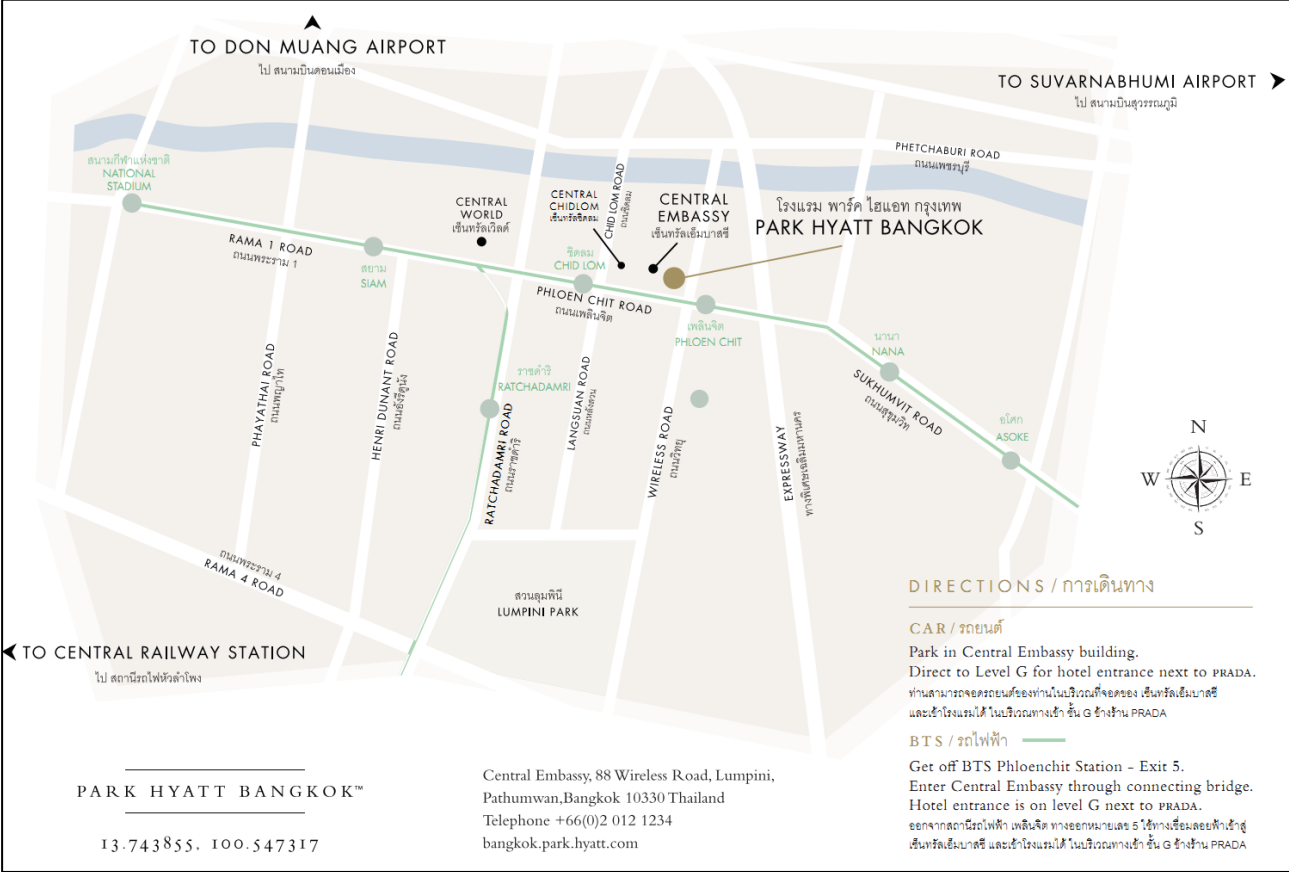 TO DON MUANG AIRPORT
ไป สนามบินดอนเมือง
TO SUVARNABHUMI AIRPORT
ไป สนามบินสุวรรณภูมิ
PHETCHABURI ROAD
ถนนเพชรบุรี
สนามกีฬาแห่งชาติ
NATIONAL
STADIUM
CENTRAL
WORLD
เซ็นทรัลเวิลด์
CENTRAL
CHIDLOM
เซ็นทรัลชิดลม
CHID LOM ROAD
ถนนชิดลม
CENTRAL
EMBASSY
เซ็นทรัลเอ็มบาสซี
โรงแรม พาร์ค ไฮแอท กรุงเทพ
PARK HYATT BANGKOK
RAMA 1 ROAD
ถนนพระราม 1
สยาม
SIAM
ชิดลม
CHID LOM
PHLOEN CHIT ROAD
ถนนเพลินจิต
เพลินจิต
PHLOEN CHIT
นานา
NANA
SUKHUMVIT ROAD
ถนนสุขุมวิท
อโศก
ASOKE
PHAYATHAI ROAD
ถนนพญาไท
HENRI DUNANT ROAD
ถนนอังรีดูนัง
ราชดำริ
RATCHADAMRI
RATCHADAMRI ROAD
ถนนราชดำริ
LANGSUAN ROAD
ถนนหลังสวน
WIRELESS ROAD
ถนนวิทยุ
EXPRESSWAY
ทางพิเศษเฉลิมมหานคร
N
W
E
S
ถนนพระราม 4
RAMA 4 ROAD
สวนลุมพินี
LUMPINI PARK
TO CENTRAL RAILWAY STATION
ไป สถานีรถไฟหัวลำโพง
DIRECTIONS / การเดินทาง
CAR / รถยนต์
Park in Central Embassy building.
Direct to Level G for hotel entrance next to PRADA.
ท่านสามารถจอดรถยนต์ของท่านในบริเวณที่จอดของ เซ็นทรัลเอ็มบาสซี
และเข้าโรงแรมได้ ในบริเวณทางเข้า ชั้น G ข้างร้าน PRADA
BTS / รถไฟฟ้า
Get off BTS Phloenchit Station - Exit 5.
Enter Central Embassy through connecting bridge.
Hotel entrance is on level G next to PRADA.
ออกจากสถานีรถไฟฟ้า เพลินจิต ทางออกหมายเลข 5 ใช้ทางเชื่อมลอยฟ้าเข้าสู่
เซ็นทรัลเอ็มบาสซี และเข้าโรงแรมได้ ในบริเวณทางเข้า ชั้น G ข้างร้าน PRADA
PARK HYATT BANGKOK™
13.743855, 100.547317
Central Embassy, 88 Wireless Road, Lumpini,
Pathumwan,Bangkok 10330 Thailand
Telephone +66(0)2 012 1234
bangkok.park.hyatt.com